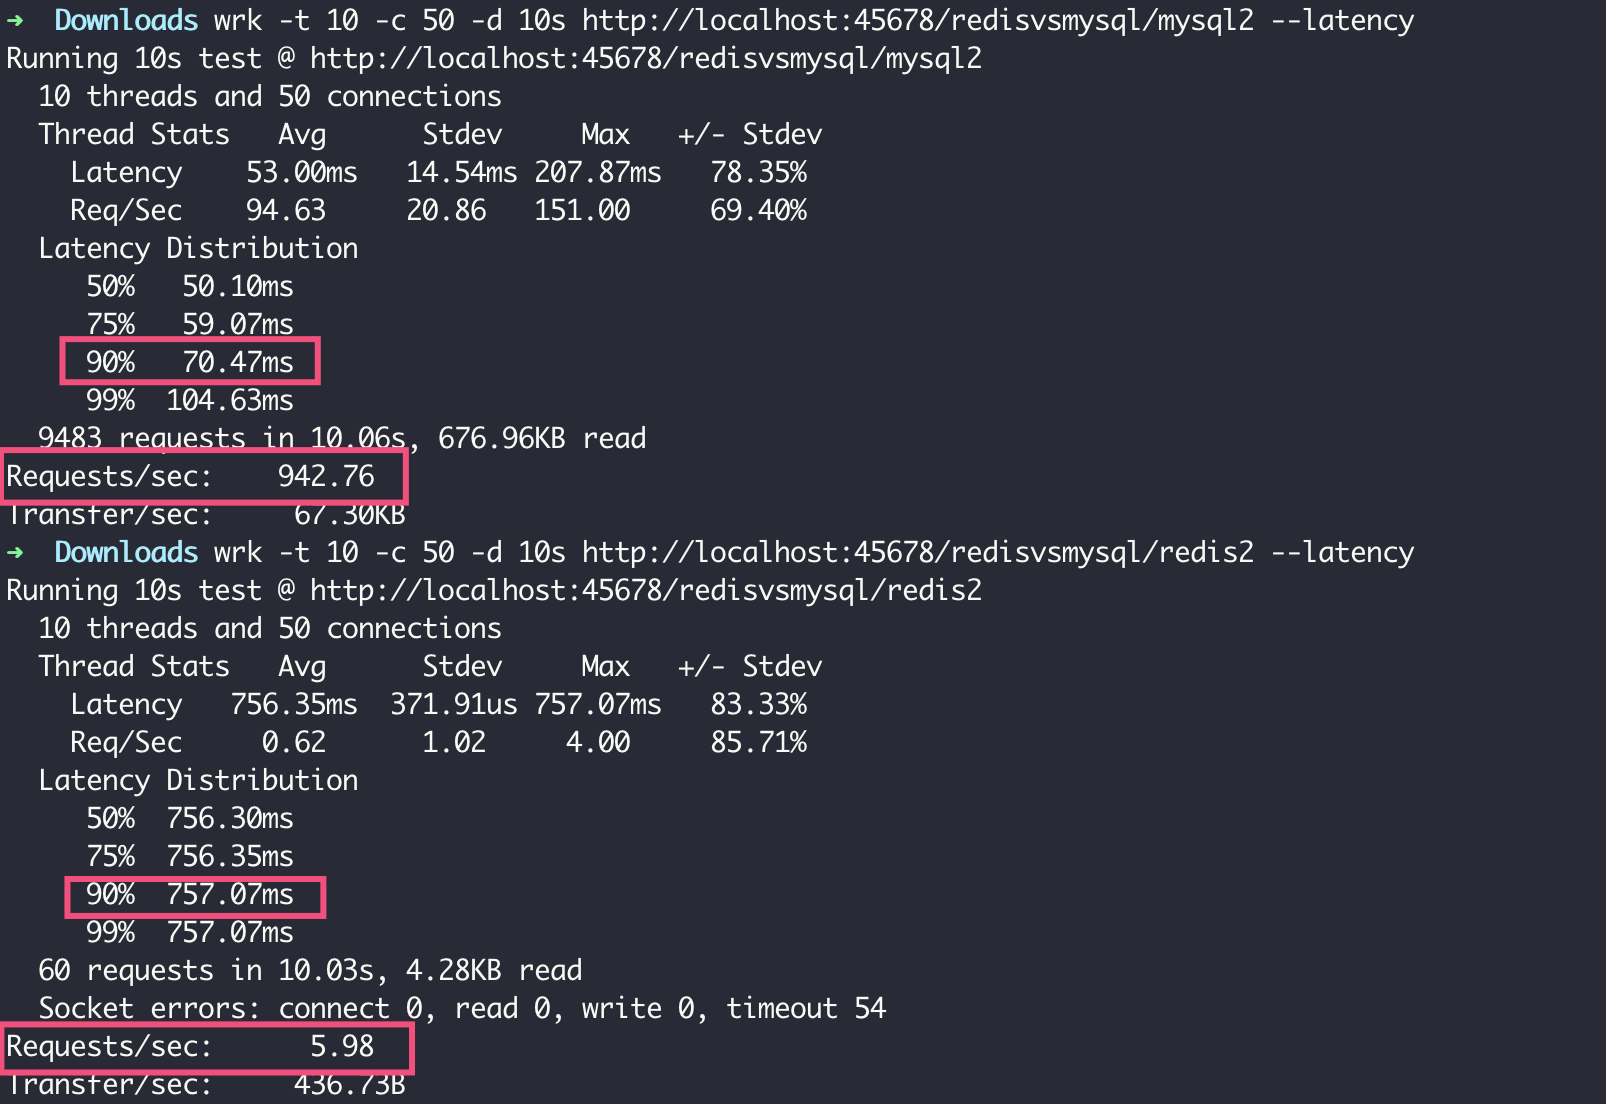 ➜  Downloads wrk -t 10 -c 50 -d 10s http://localhost:45678/redisvsmysql/mysql2 --latency
Running 10s test @ http://localhost:45678/redisvsmysql/mysql2
  10 threads and 50 connections
  Thread Stats   Avg      Stdev     Max   +/- Stdev
    Latency    53.00ms   14.54ms 207.87ms   78.35%
    Req/Sec    94.63     20.86   151.00     69.40%
  Latency Distribution
     50%   50.10ms
     75%   59.07ms
     90%   70.47ms
     99%  104.63ms
  9483 requests in 10.06s, 676.96KB read
Requests/sec:    942.76
Transfer/sec:     67.30KB
➜  Downloads wrk -t 10 -c 50 -d 10s http://localhost:45678/redisvsmysql/redis2 --latency
Running 10s test @ http://localhost:45678/redisvsmysql/redis2
  10 threads and 50 connections
  Thread Stats   Avg      Stdev     Max   +/- Stdev
    Latency   756.35ms  371.91us 757.07ms   83.33%
    Req/Sec     0.62      1.02     4.00     85.71%
  Latency Distribution
     50%  756.30ms
     75%  756.35ms
     90%  757.07ms
     99%  757.07ms
  60 requests in 10.03s, 4.28KB read
  Socket errors: connect 0, read 0, write 0, timeout 54
Requests/sec:      5.98
Transfer/sec:     436.73B